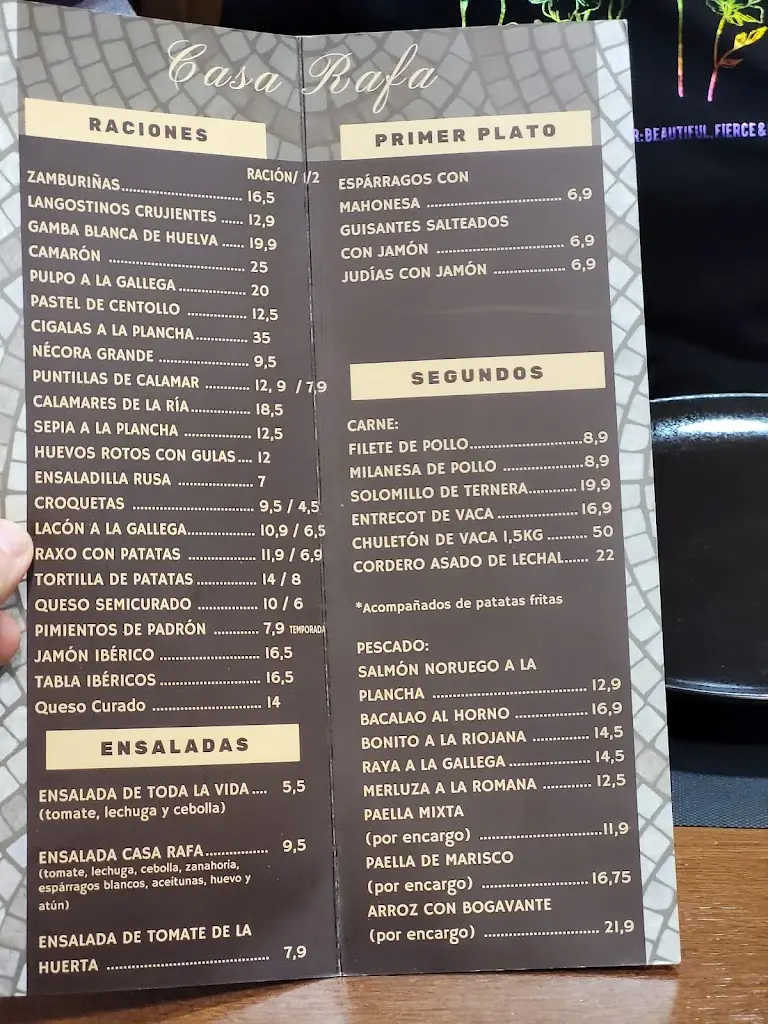 Casa Rafa
RACIONES
RACIÓN/ 1/2
ZAMBURIÑAS.............................. 16,5
LANGOSTINOS CRUJIENTES ..... 12,9
GAMBA BLANCA DE HUELVA ..... 19,9
CAMARÓN ................................. 25
PULPO A LA GALLEGA................... 20
PASTEL DE CENTOLLO .............. 12,5
CIGALAS A LA PLANCHA............. 35
NÉCORA GRANDE ...................... 9,5
PUNTILLAS DE CALAMAR ............ 12, 9 / 7,9
CALAMARES DE LA RÍA............... 18,5
SEPIA A LA PLANCHA ................. 12,5
HUEVOS ROTOS CON GULAS.... 12
ENSALADILLA RUSA ................... 7
CROQUETAS ............................. 9,5 / 4,5
LACÓN A LA GALLEGA................ 10,9 / 6,5
RAXO CON PATATAS .................. 11,9 / 6,9
TORTILLA DE PATATAS .............. 14 / 8
QUESO SEMICURADO .............. 10 / 6
PIMIENTOS DE PADRÓN ........... 7,9 TEMPORADA
JAMÓN IBÉRICO ........................ 16,5
TABLA IBÉRICOS........................ 16,5
Queso Curado .......................... 14
ENSALADAS
ENSALADA DE TODA LA VIDA.... 5,5
(tomate, lechuga y cebolla)
ENSALADA CASA RAFA............... 9,5
(tomate, lechuga, cebolla, zanahoria,
espárragos blancos, aceitunas, huevo y
atún)
ENSALADA DE TOMATE DE LA
HUERTA ...................................... 7,9
PRIMER PLATO
ESPÁRRAGOS CON
MAHONESA ................................ 6,9
GUISANTES SALTEADOS
CON JAMÓN ............................... 6,9
JUDÍAS CON JAMÓN .................. 6,9
SEGUNDOS
CARNE:
FILETE DE POLLO..........................8,9
MILANESA DE POLLO ...................8,9
SOLOMILLO DE TERNERA........... 19,9
ENTRECOT DE VACA .................... 16,9
CHULETÓN DE VACA 1,5KG ......... 50
CORDERO ASADO DE LECHAL...... 22
*Acompañados de patatas fritas
PESCADO:
SALMÓN NORUEGO A LA
PLANCHA ................................... 12,9
BACALAO AL HORNO ................. 16,9
BONITO A LA RIOJANA .............. 14,5
RAYA A LA GALLEGA................... 14,5
MERLUZA A LA ROMANA ........... 12,5
PAELLA MIXTA
(por encargo) ...........................11,9
PAELLA DE MARISCO
(por encargo) ........................ 16,75
ARROZ CON BOGAVANTE
(por encargo) ......................... 21,9
R:BEAUTIFUL,FIERCE&